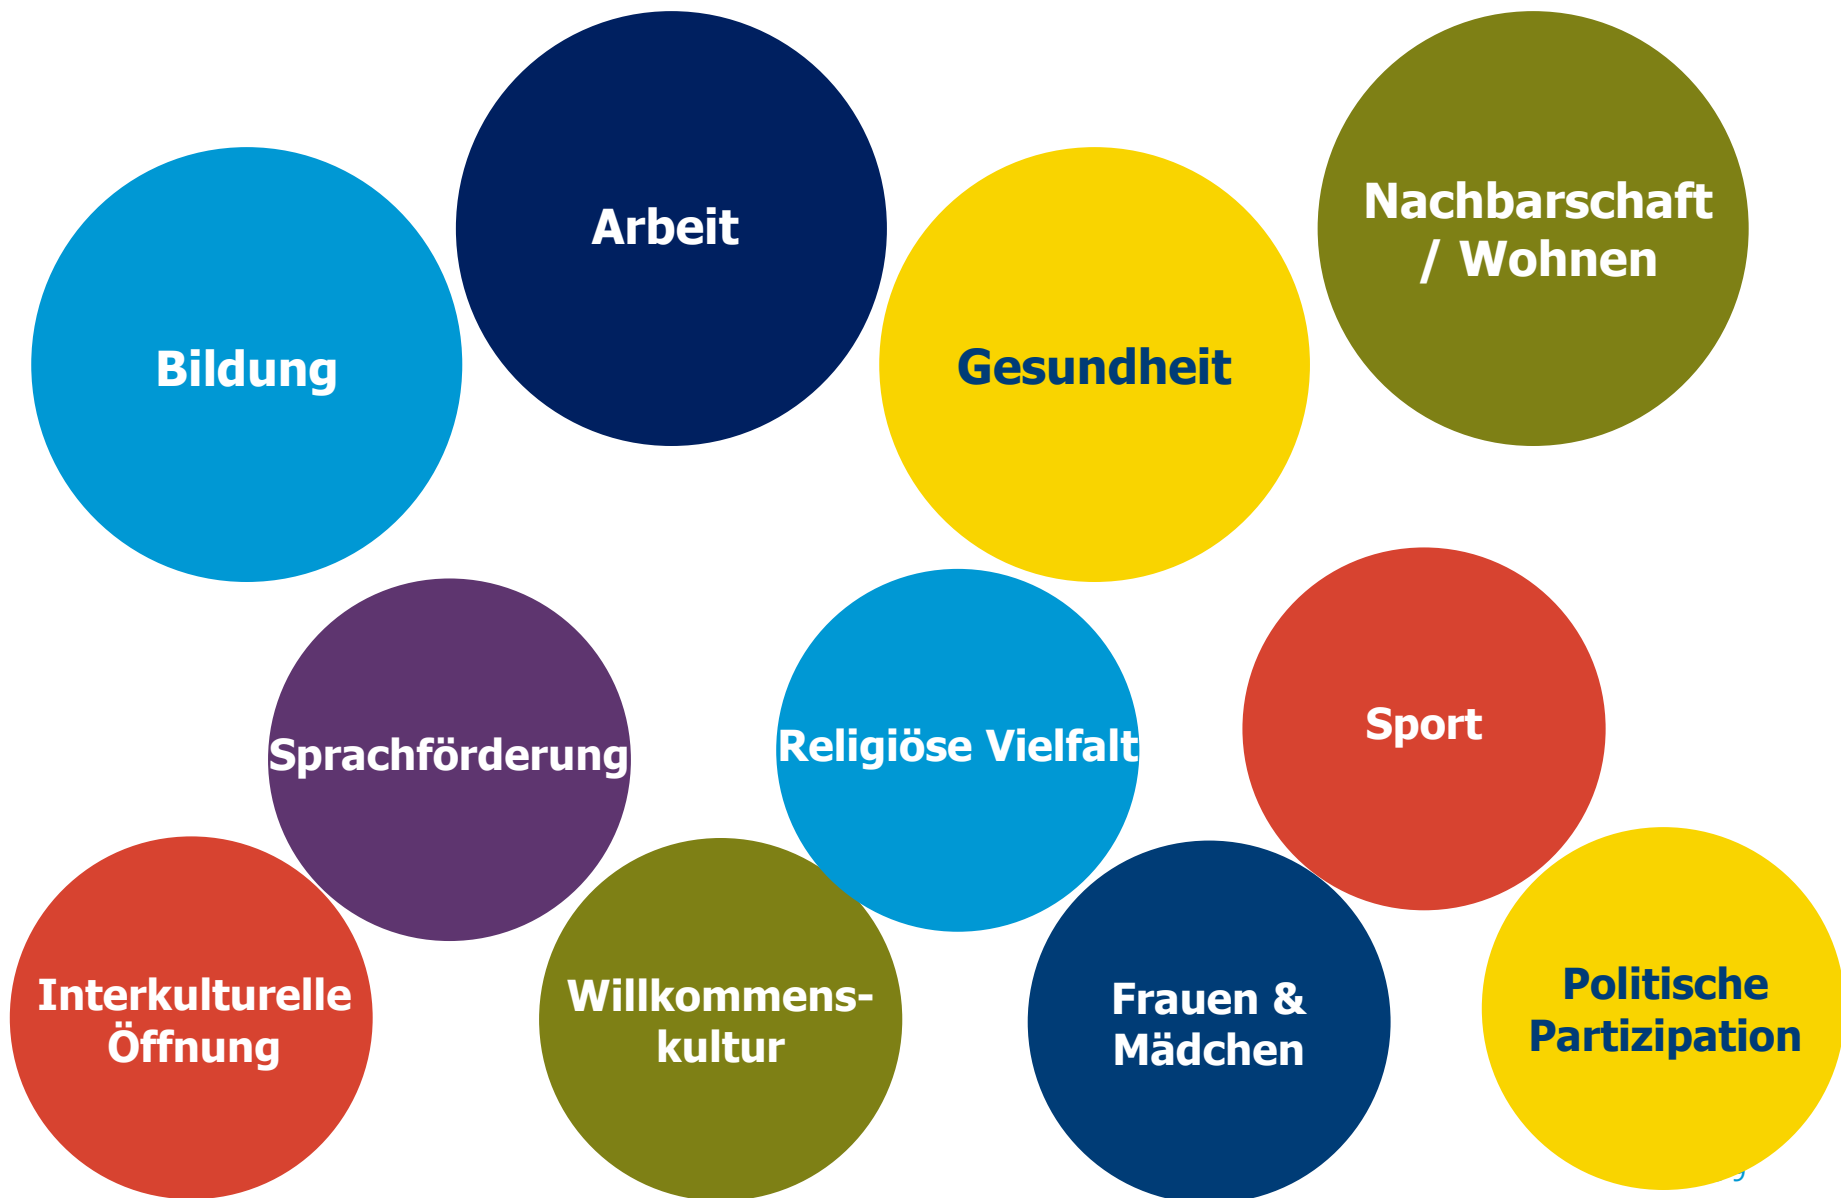 Arbeit
Nachbarschaft
/ Wohnen
Bildung
Gesundheit
Sprachförderung
Religiöse Vielfalt
Sport
Interkulturelle
Öffnung
Willkommens-
kultur
Frauen &
Mädchen
Politische
Partizipation